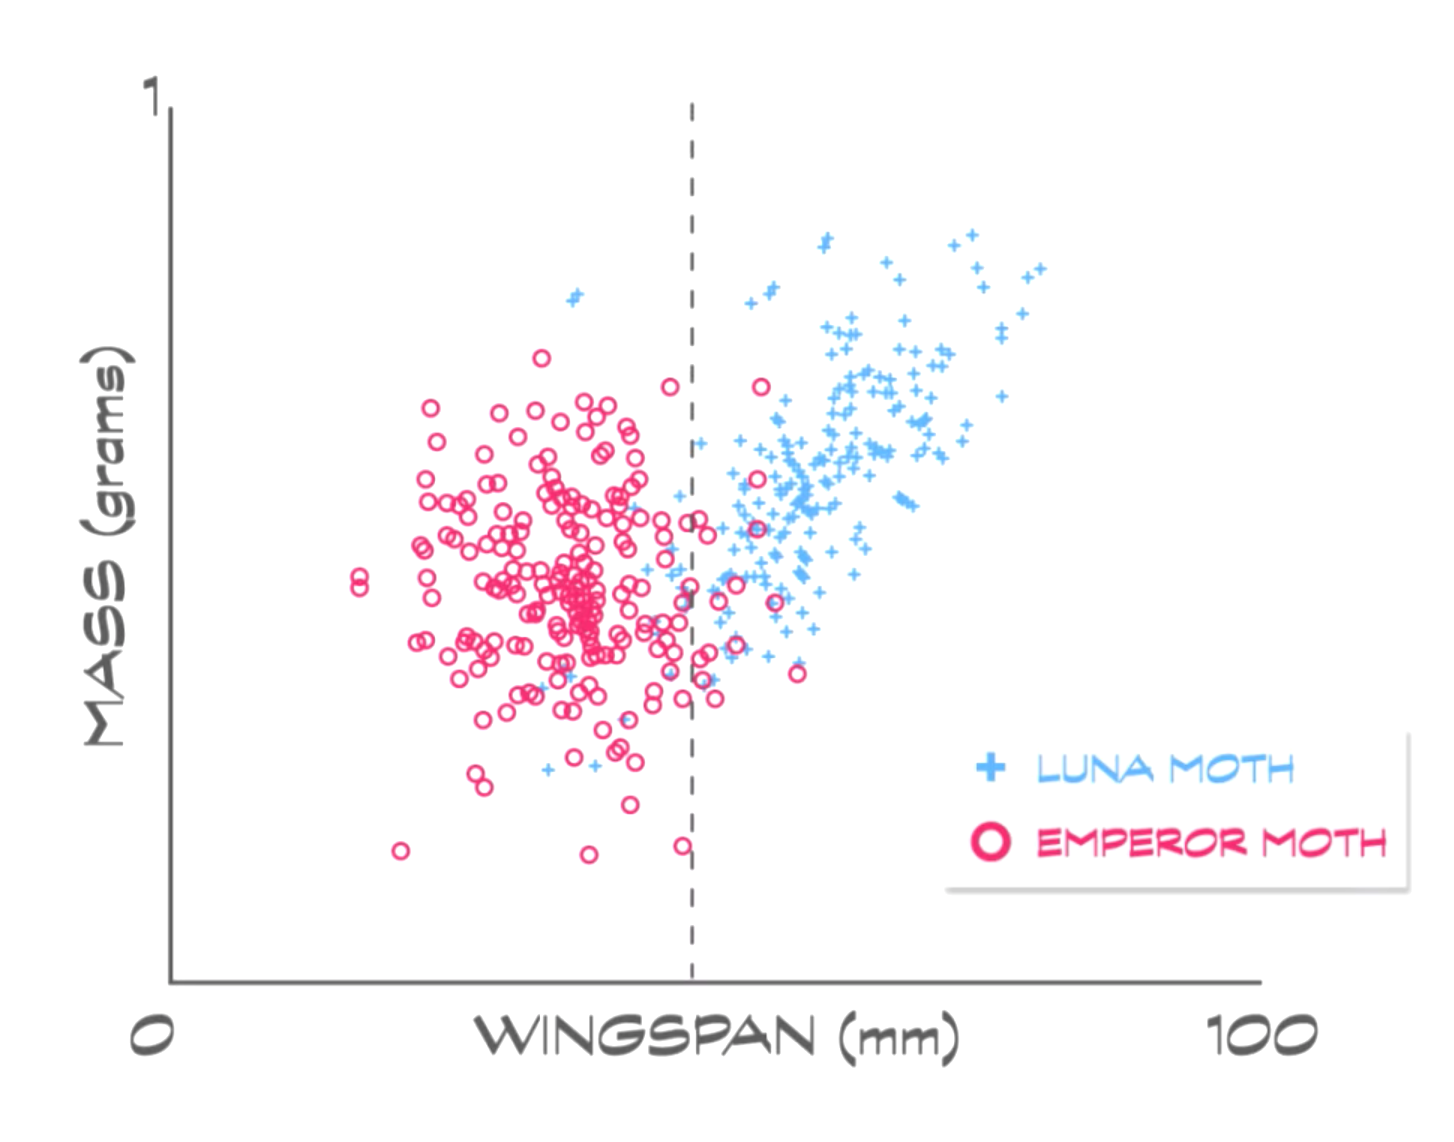 1
MASS (grams)
LUNA MOTH
EMPEROR MOTH
0
WINGSPAN (mm)
100